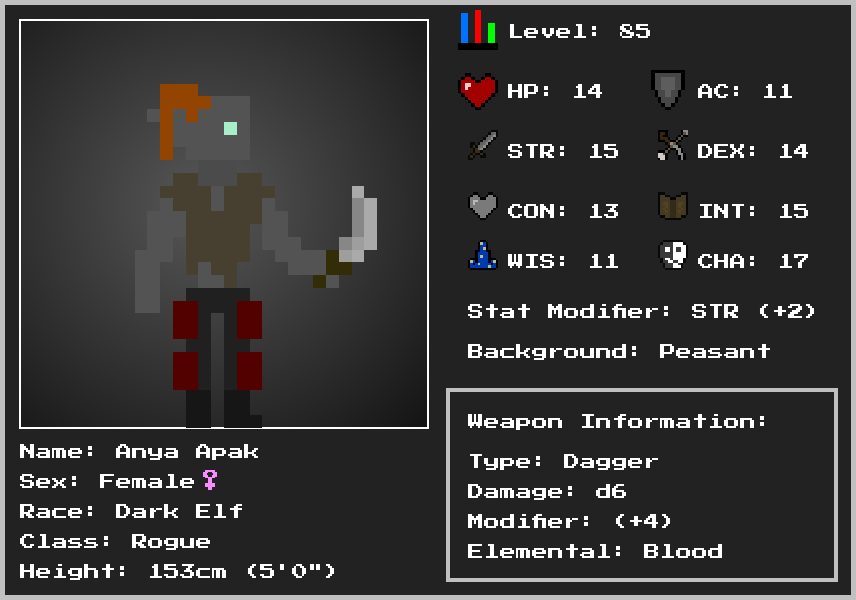 Level: 85
HP: 14 AC: 11
STR: 15 DEX: 14
CON: 13 INT: 15
WIS: 11 CHA: 17
Stat Modifier: STR (+2)
Background: Peasant
Weapon Information:
Type: Dagger
Damage: d6
Modifier: (+4)
Elemental: Blood
Name: Anya Apak
Sex: Female♀
Race: Dark Elf
Class: Rogue
Height: 153cm (5'0")